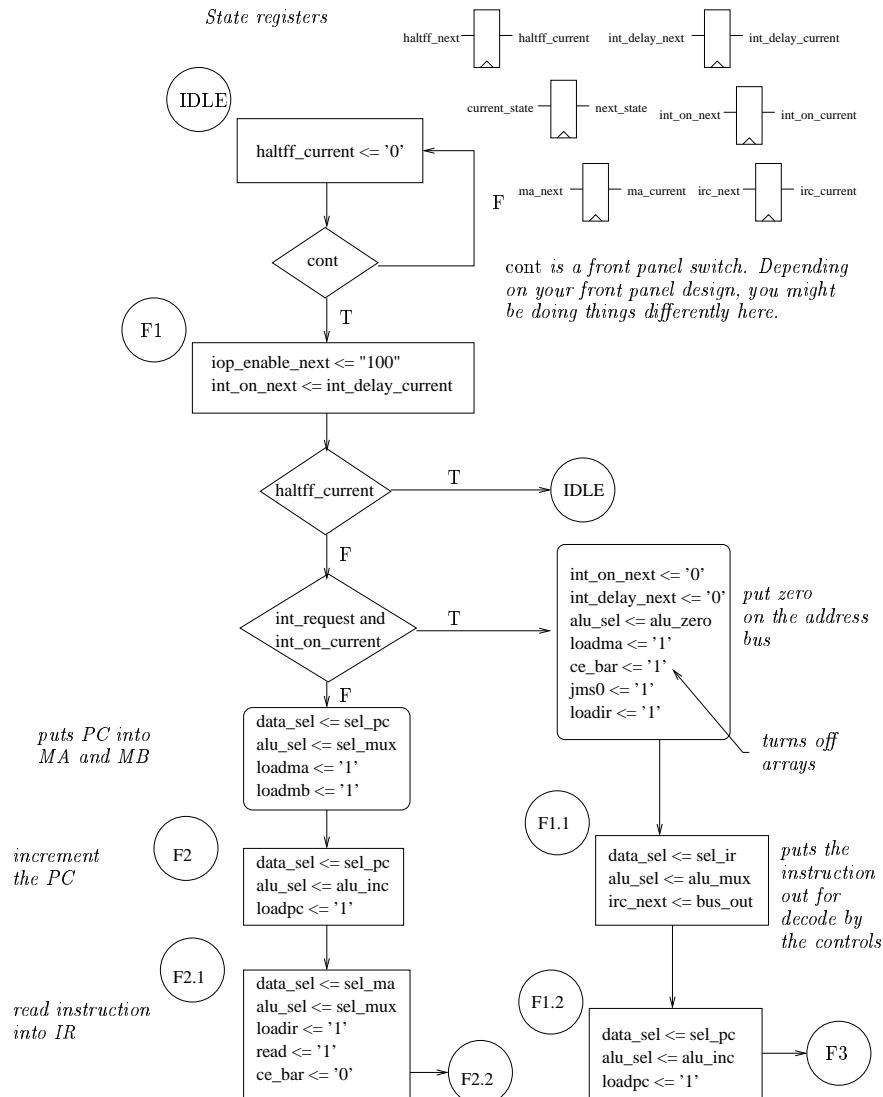 State registers
haltff_next
haltff_current
int_delay_next
int_delay_current
current_state
next_state
int_on_next
int_on_current
ma_next
ma_current
irc_next
irc_current
IDLE
haltff_current <= '0'
F
cont
T
cont is a front panel switch. Depending
on your front panel design, you might
be doing things differently here.
F1
iop_enable_next <= "100"
int_on_next <= int_delay_current
haltff_current
T
IDLE
F
int_request and
int_on_current
T
int_on_next <= '0'
int_delay_next <= '0'
alu_sel <= alu_zero
loadma <= '1'
ce_bar <= '1'
jms0 <= '1'
loadir <= '1'
put zero
on the address
bus
turns off
arrays
F
puts PC into
MA and MB
data_sel <= sel_pc
alu_sel <= sel_mux
loadma <= '1'
loadmb <= '1'
F1.1
data_sel <= sel_ir
alu_sel <= alu_mux
irc_next <= bus_out
puts the
instruction
out for
decode by
the controls
increment
the PC
F2
data_sel <= sel_pc
alu_sel <= alu_inc
loadpc <= '1'
F2.1
read instruction
into IR
data_sel <= sel_ma
alu_sel <= sel_mux
loadir <= '1'
read <= '1'
ce_bar <= '0'
F2.2
F1.2
data_sel <= sel_pc
alu_sel <= alu_inc
loadpc <= '1'
F3